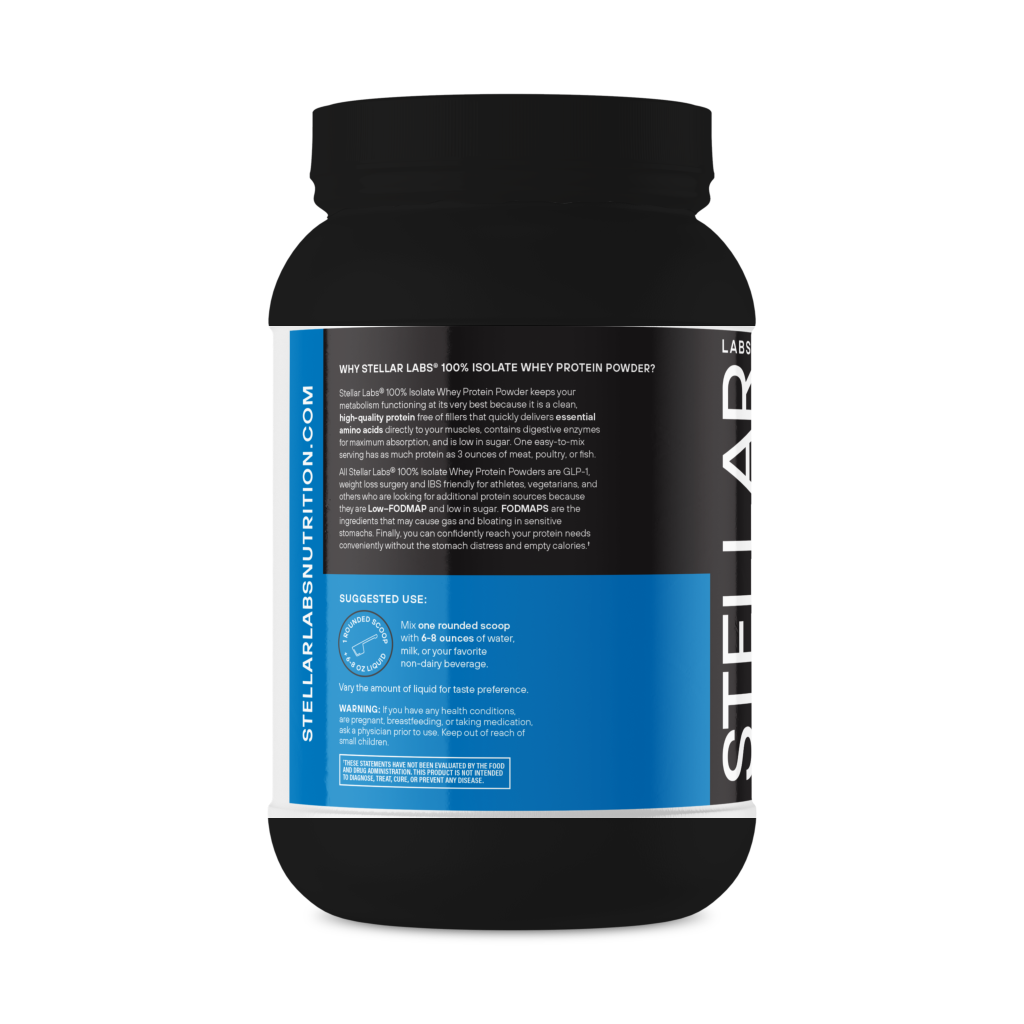 STELLARLABSNUTRITION.COM
WHY STELLAR LABS® 100% ISOLATE WHEY PROTEIN POWDER?
Stellar Labs® 100% Isolate Whey Protein Powder keeps your
metabolism functioning at its very best because it is a clean,
high-quality protein free of fillers that quickly delivers essential
amino acids directly to your muscles, contains digestive enzymes
for maximum absorption, and is low in sugar. One easy-to-mix
serving has as much protein as 3 ounces of meat, poultry, or fish.
All Stellar Labs® 100% Isolate Whey Protein Powders are GLP-1,
weight loss surgery and IBS friendly for athletes, vegetarians, and
others who are looking for additional protein sources because
they are Low–FODMAP and low in sugar. FODMAPS are the
ingredients that may cause gas and bloating in sensitive
stomachs. Finally, you can confidently reach your protein needs
conveniently without the stomach distress and empty calories.†
SUGGESTED USE:
1 ROUNDED SCOOP
+ 6-8 OZ LIQUID
Mix one rounded scoop
with 6-8 ounces of water,
milk, or your favorite
non-dairy beverage.
Vary the amount of liquid for taste preference.
WARNING: If you have any health conditions,
are pregnant, breastfeeding, or taking medication,
ask a physician prior to use. Keep out of reach of
small children.
†THESE STATEMENTS HAVE NOT BEEN EVALUATED BY THE FOOD
AND DRUG ADMINISTRATION. THIS PRODUCT IS NOT INTENDED
TO DIAGNOSE, TREAT, CURE, OR PREVENT ANY DISEASE.
LABS
STELLAR